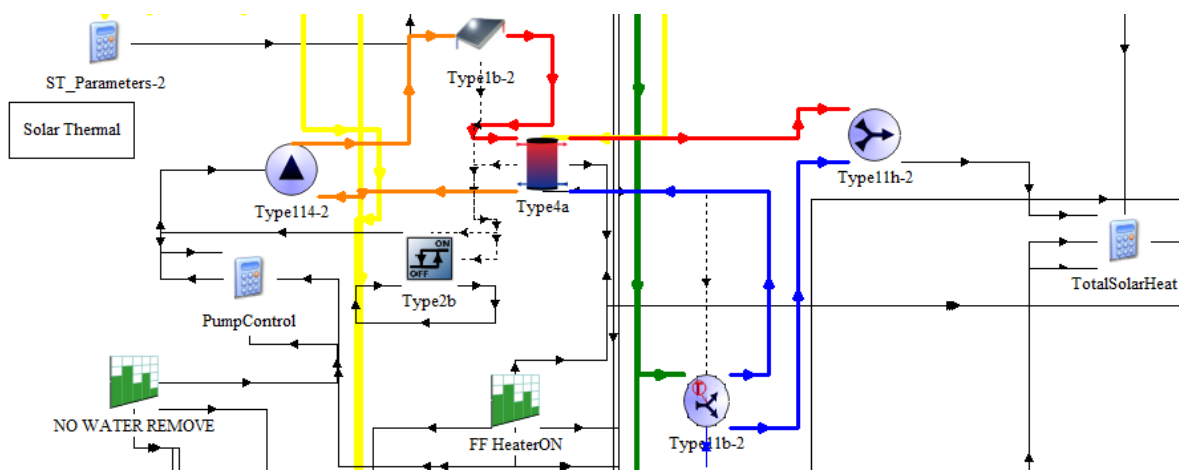 ST_Parameters-2
Type1b-2
Solar Thermal
Type114-2
Type4a
Type11h-2
ON
OFF
Type2b
PumpControl
TotalSolarHeat
NO WATER REMOVE
FF HeaterON
T
Type11b-2